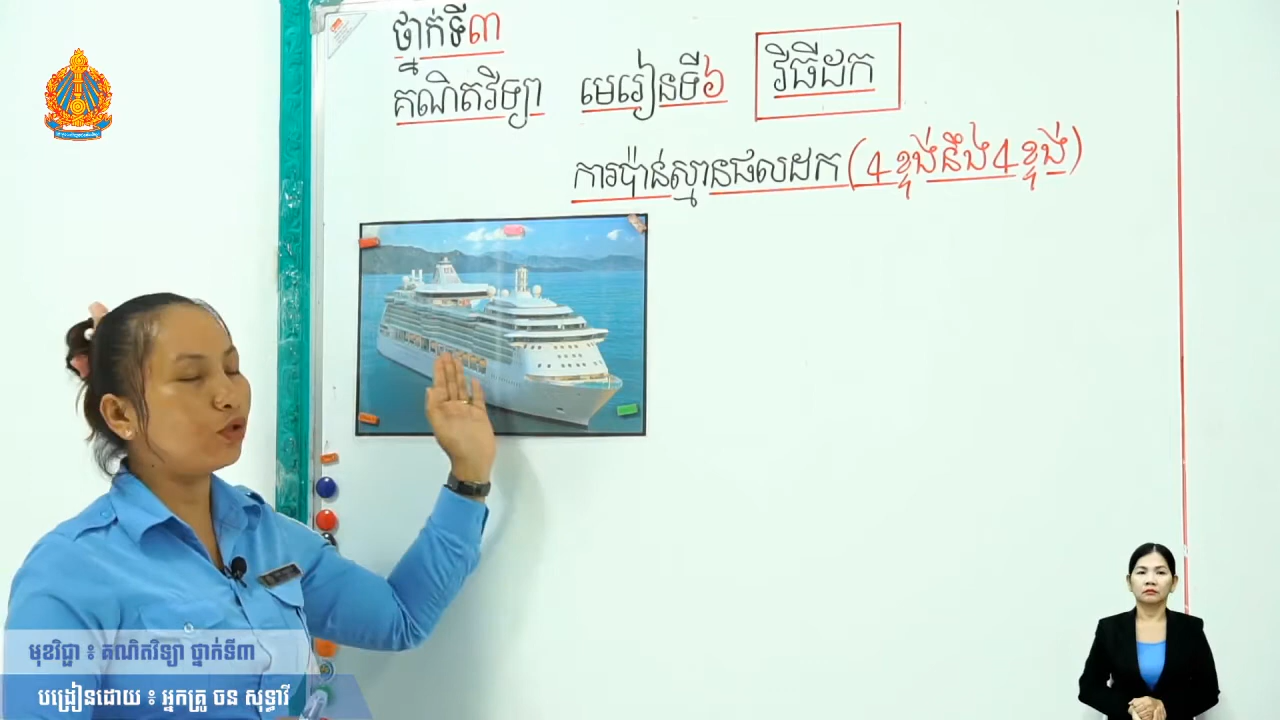 ថ្នាក់ទី៣
គណិតវិទ្យា មេរៀនទី៦ វិធីដក
ការប៉ាន់ស្មានផលដក (4 ខ្ទង់នឹង 4 ខ្ទង់)
មុខវិជ្ជា ៖ គណិតវិទ្យា ថ្នាក់ទី៣
បង្រៀនដោយ ៖ អ្នកគ្រូ ចន សុទ្ធាវី